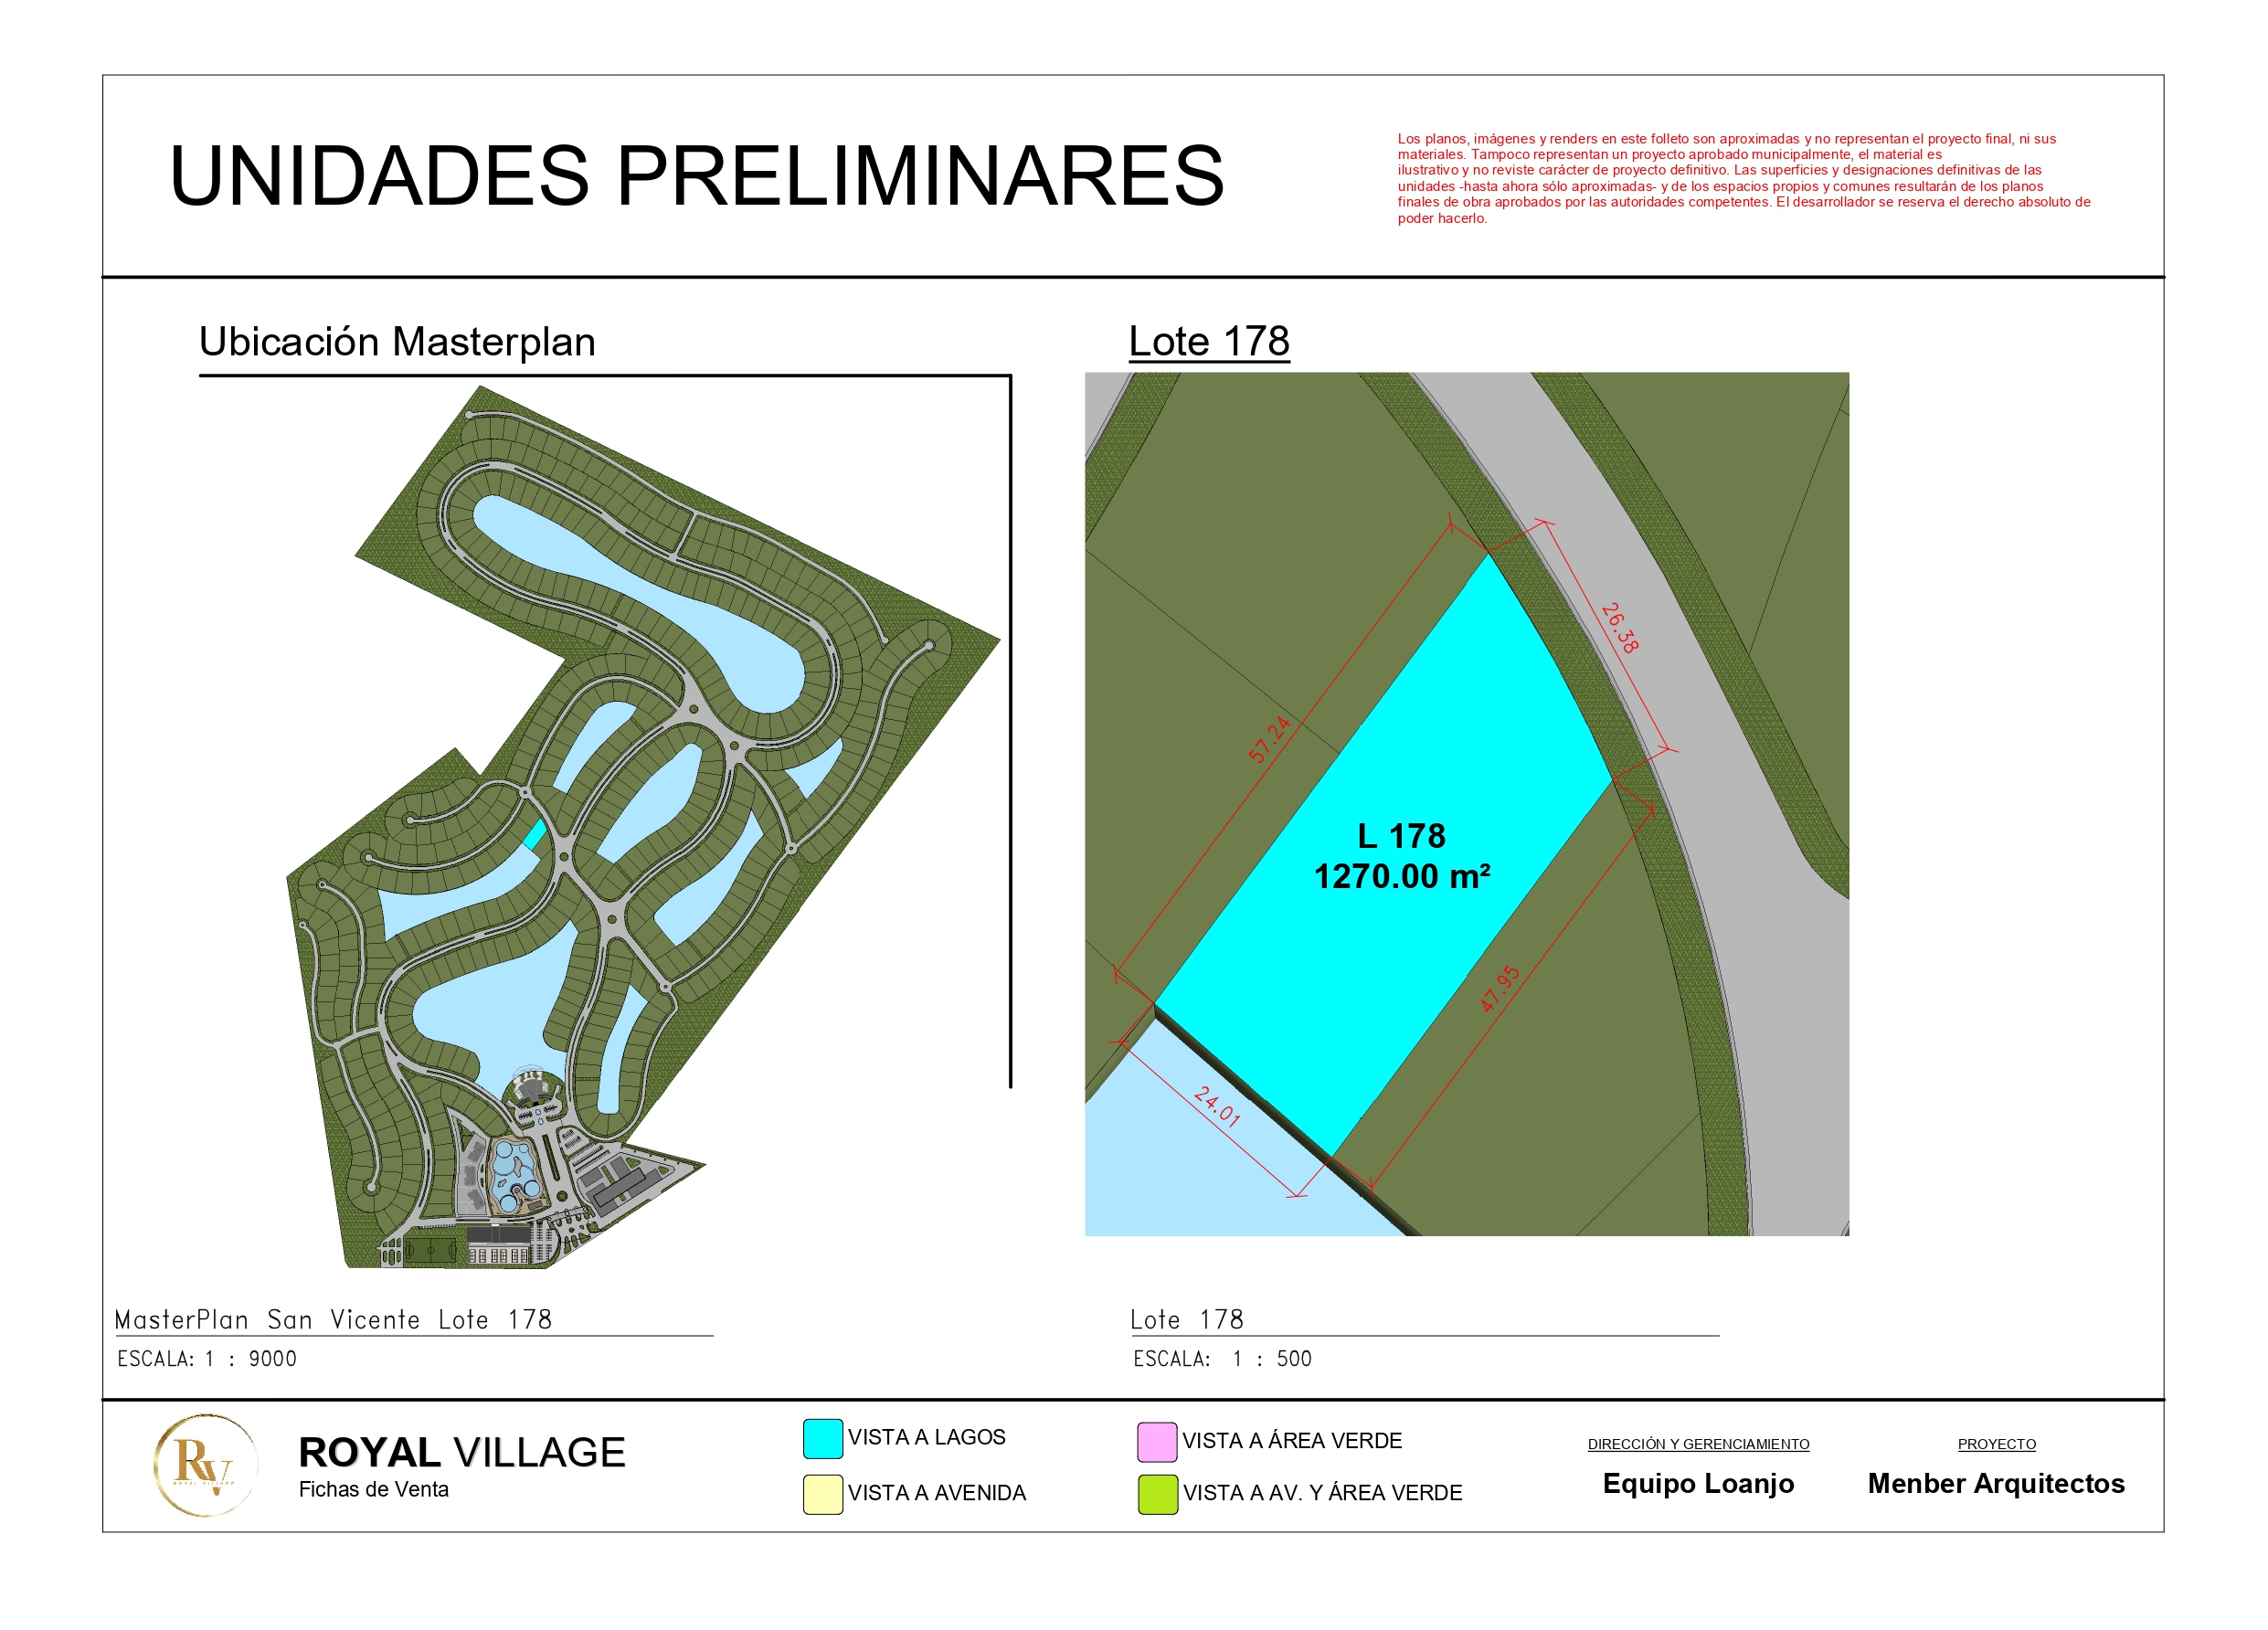 UNIDADES PRELIMINARES
Los planos, imágenes y renders en este folleto son aproximadas y no representan el proyecto final, ni sus
materiales. Tampoco representan un proyecto aprobado municipalmente, el material es
ilustrativo y no reviste carácter de proyecto definitivo. Las superficies y designaciones definitivas de las
unidades -hasta ahora sólo aproximadas- y de los espacios propios y comunes resultarán de los planos
finales de obra aprobados por las autoridades competentes. El desarrollador se reserva el derecho absoluto de
poder hacerlo.
Ubicación Masterplan
Lote 178
26.38
57.24
L 178
1270.00 m²
47.95
24.01
MasterPlan San Vicente Lote 178
ESCALA: 1 : 9000
Lote 178
ESCALA: 1 : 500
RV
ROYAL VILLAGE
ROYAL VILLAGE
Fichas de Venta
VISTA A LAGOS
VISTA A AVENIDA
VISTA A ÁREA VERDE
VISTA A AV. Y ÁREA VERDE
DIRECCIÓN Y GERENCIAMIENTO
Equipo Loanjo
PROYECTO
Menber Arquitectos